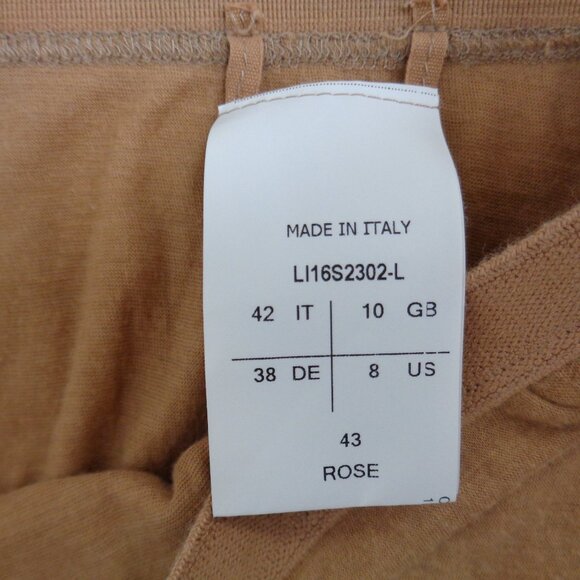 MADE IN ITALY
LI16S2302-L
42 IT 10 GB
38 DE 8 US
43
ROSE